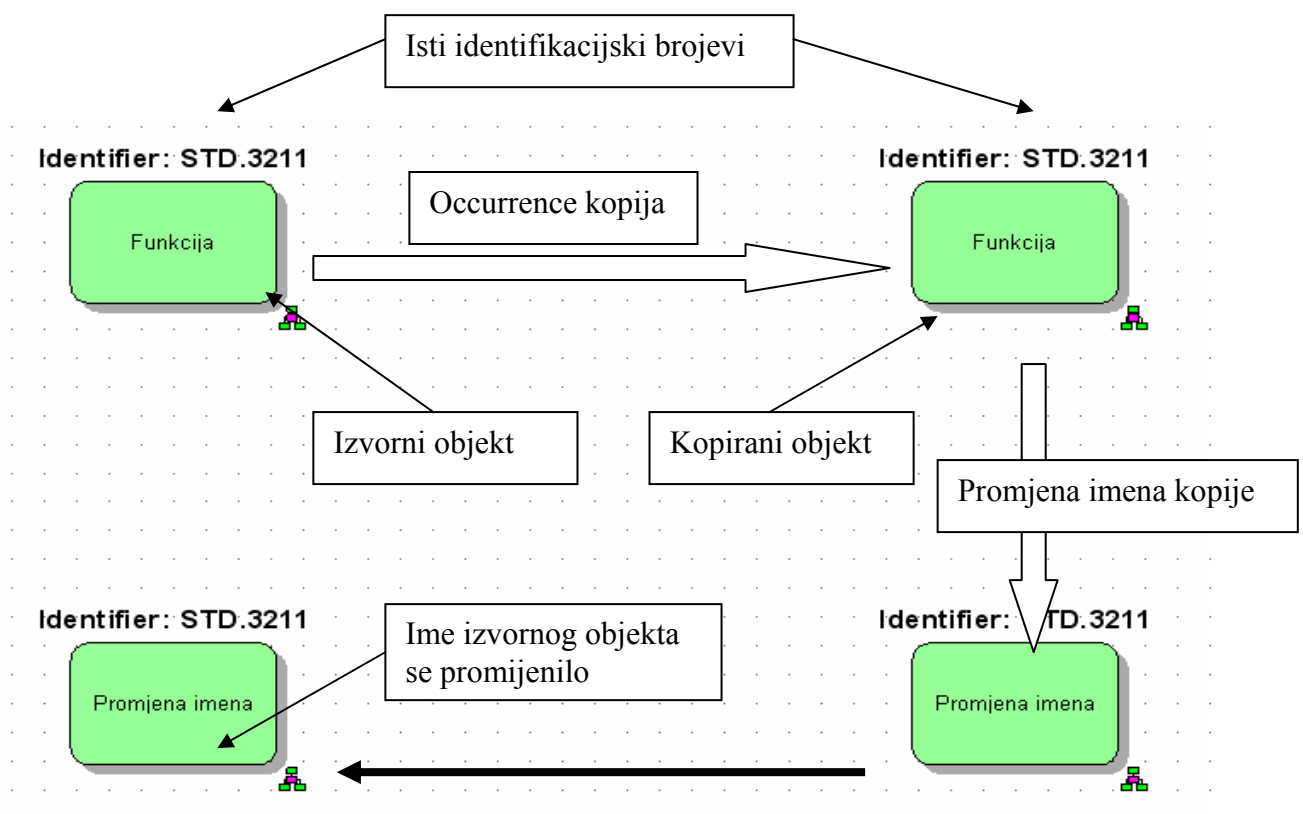 Isti identifikacijski brojevi
Identifier: STD.3211
Identifier: STD.3211
Occurrence kopija
Funkcija
Funkcija
Izvorni objekt
Kopirani objekt
Promjena imena kopije
Identifier: STD.3211
Ime izvornog objekta
se promijenilo
Identifier: TD.3211
Promjena imena
Promjena imena